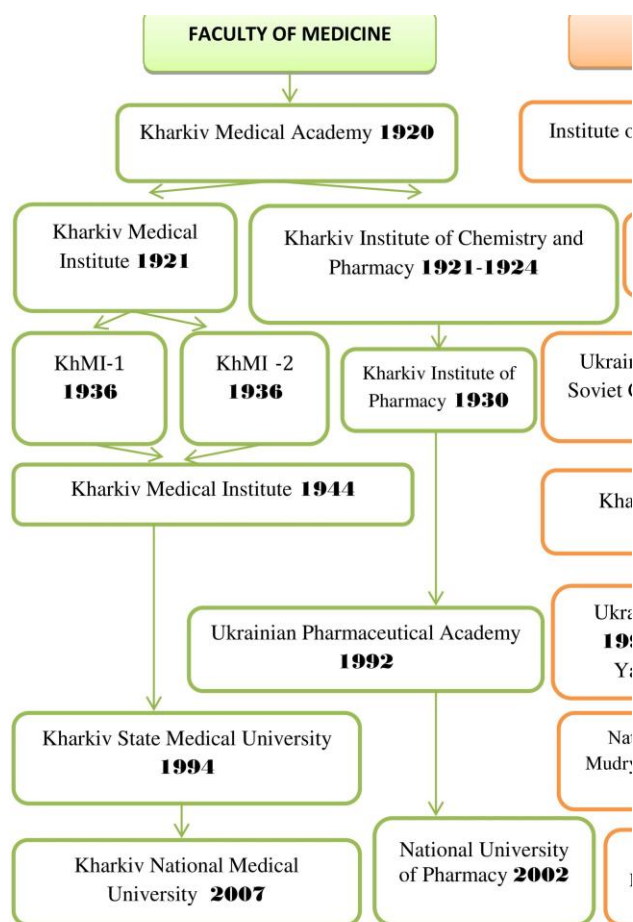 FACULTY OF MEDICINE
Kharkiv Medical Academy 1920
Kharkiv Medical
Institute 1921
Kharkiv Institute of Chemistry and
Pharmacy 1921-1924
KhMI-1
1936
KhMI -2
1936
Kharkiv Institute of
Pharmacy 1930
Kharkiv Medical Institute 1944
Ukrainian Pharmaceutical Academy
1992
Kharkiv State Medical University
1994
Kharkiv National Medical
University 2007
National University
of Pharmacy 2002
Institute
Soviet